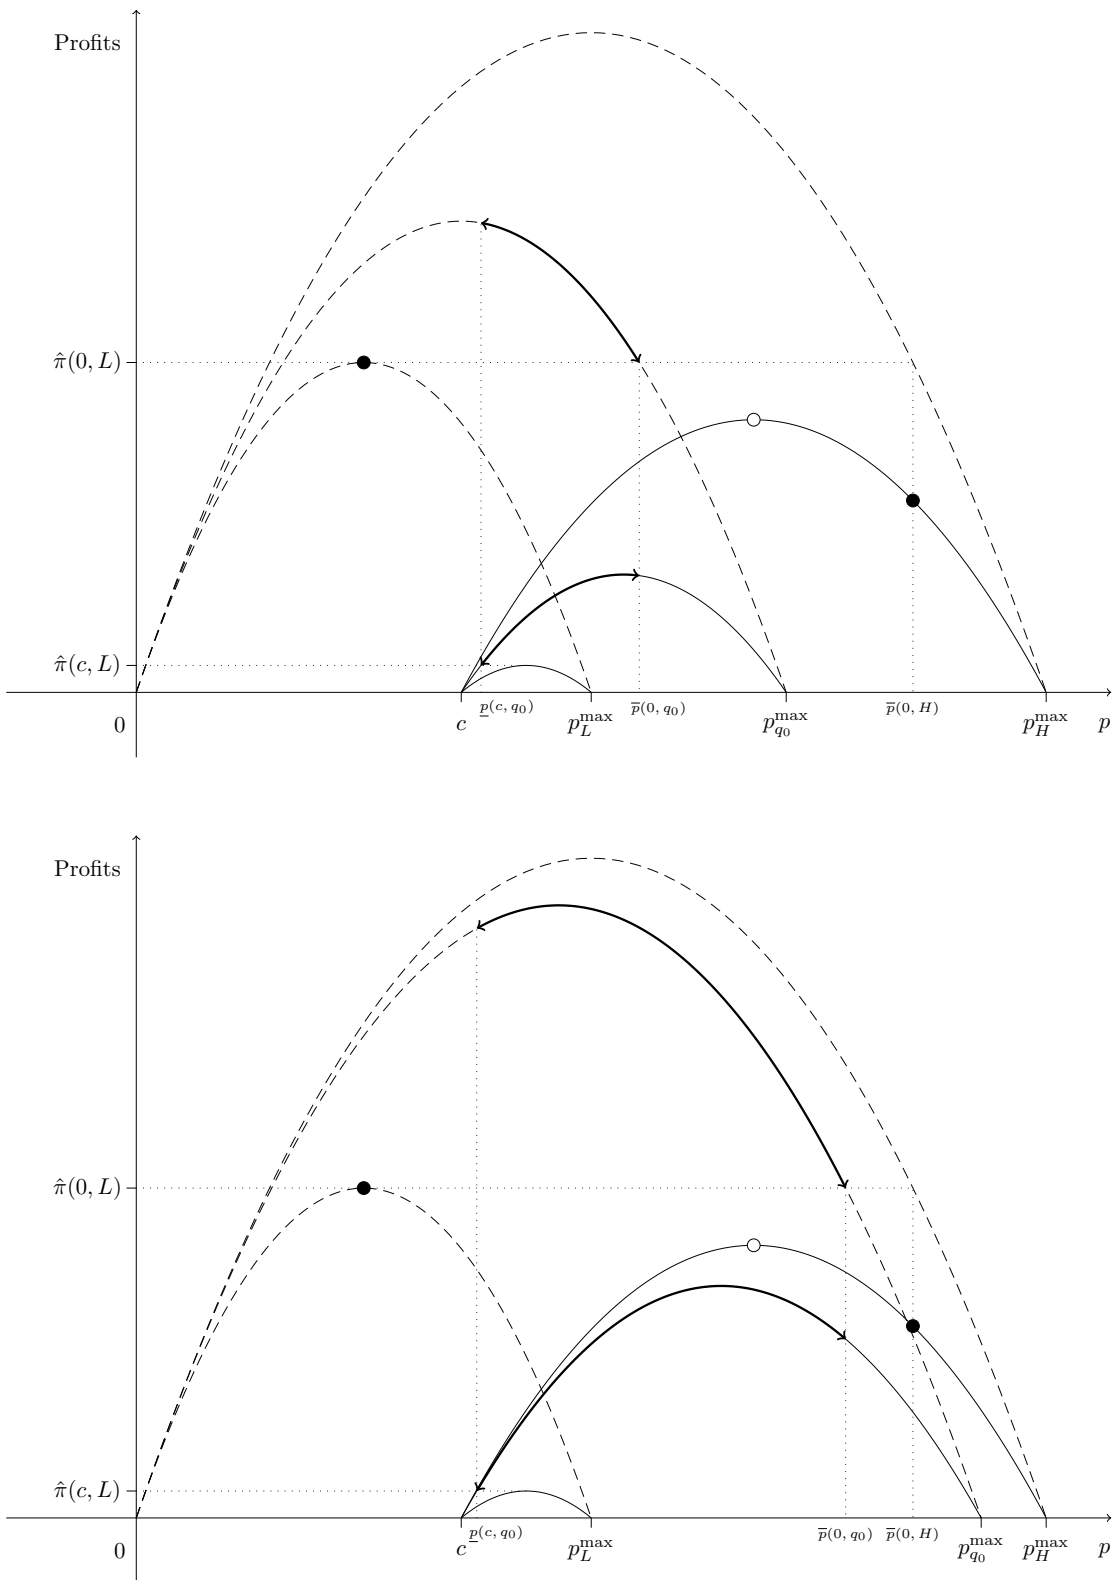 Profits
π̂(0, L)
π̂(c, L)
0
c
p̲(c, q₀)
p_L^max
p̅(0, q₀)
p_{q₀}^max
p̅(0, H)
p_H^max
p
Profits
π̂(0, L)
π̂(c, L)
0
c
p̲(c, q₀)
p_L^max
p̅(0, q₀)
p̅(0, H)
p_{q₀}^max
p_H^max
p